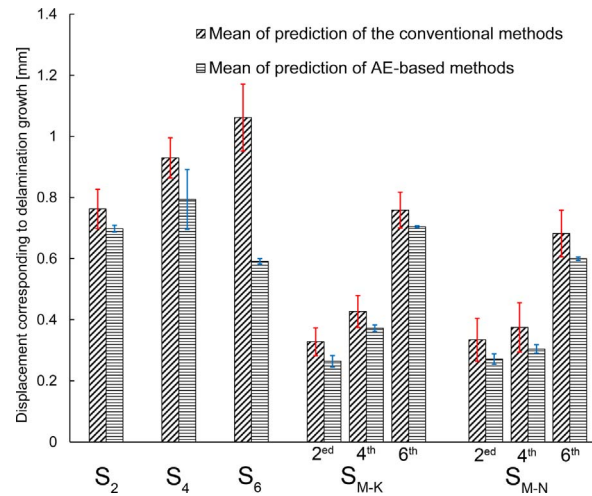 Displacement corresponding to delamination growth [mm]
1.4
1.2
1
0.8
0.6
0.4
0.2
0
Mean of prediction of the conventional methods
Mean of prediction of AE-based methods
2ed 4th 6th 2ed 4th 6th
S2 S4 S6 SM-K SM-N